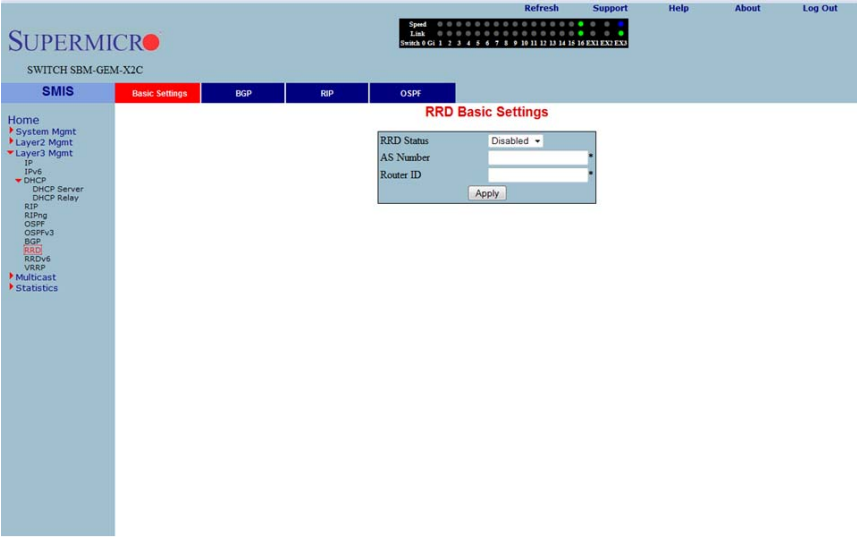 Refresh Support Help About Log Out
Speed
Link
Switch 0 Gi 1 2 3 4 5 6 7 8 9 10 11 12 13 14 15 16 EX1 EX2 EX3
SUPERMICRO
SWITCH SBM-GEM-X2C
SMIS
Basic Settings BGP RIP OSPF
RRD Basic Settings
RRD Status Disabled
AS Number *
Router ID *
Apply
Home
System Mgmt
Layer2 Mgmt
Layer3 Mgmt
IP
IPv6
DHCP
DHCP Server
DHCP Relay
RIP
RIPng
OSPF
OSPFv3
BGP
RRD
RRDv6
VRRP
Multicast
Statistics